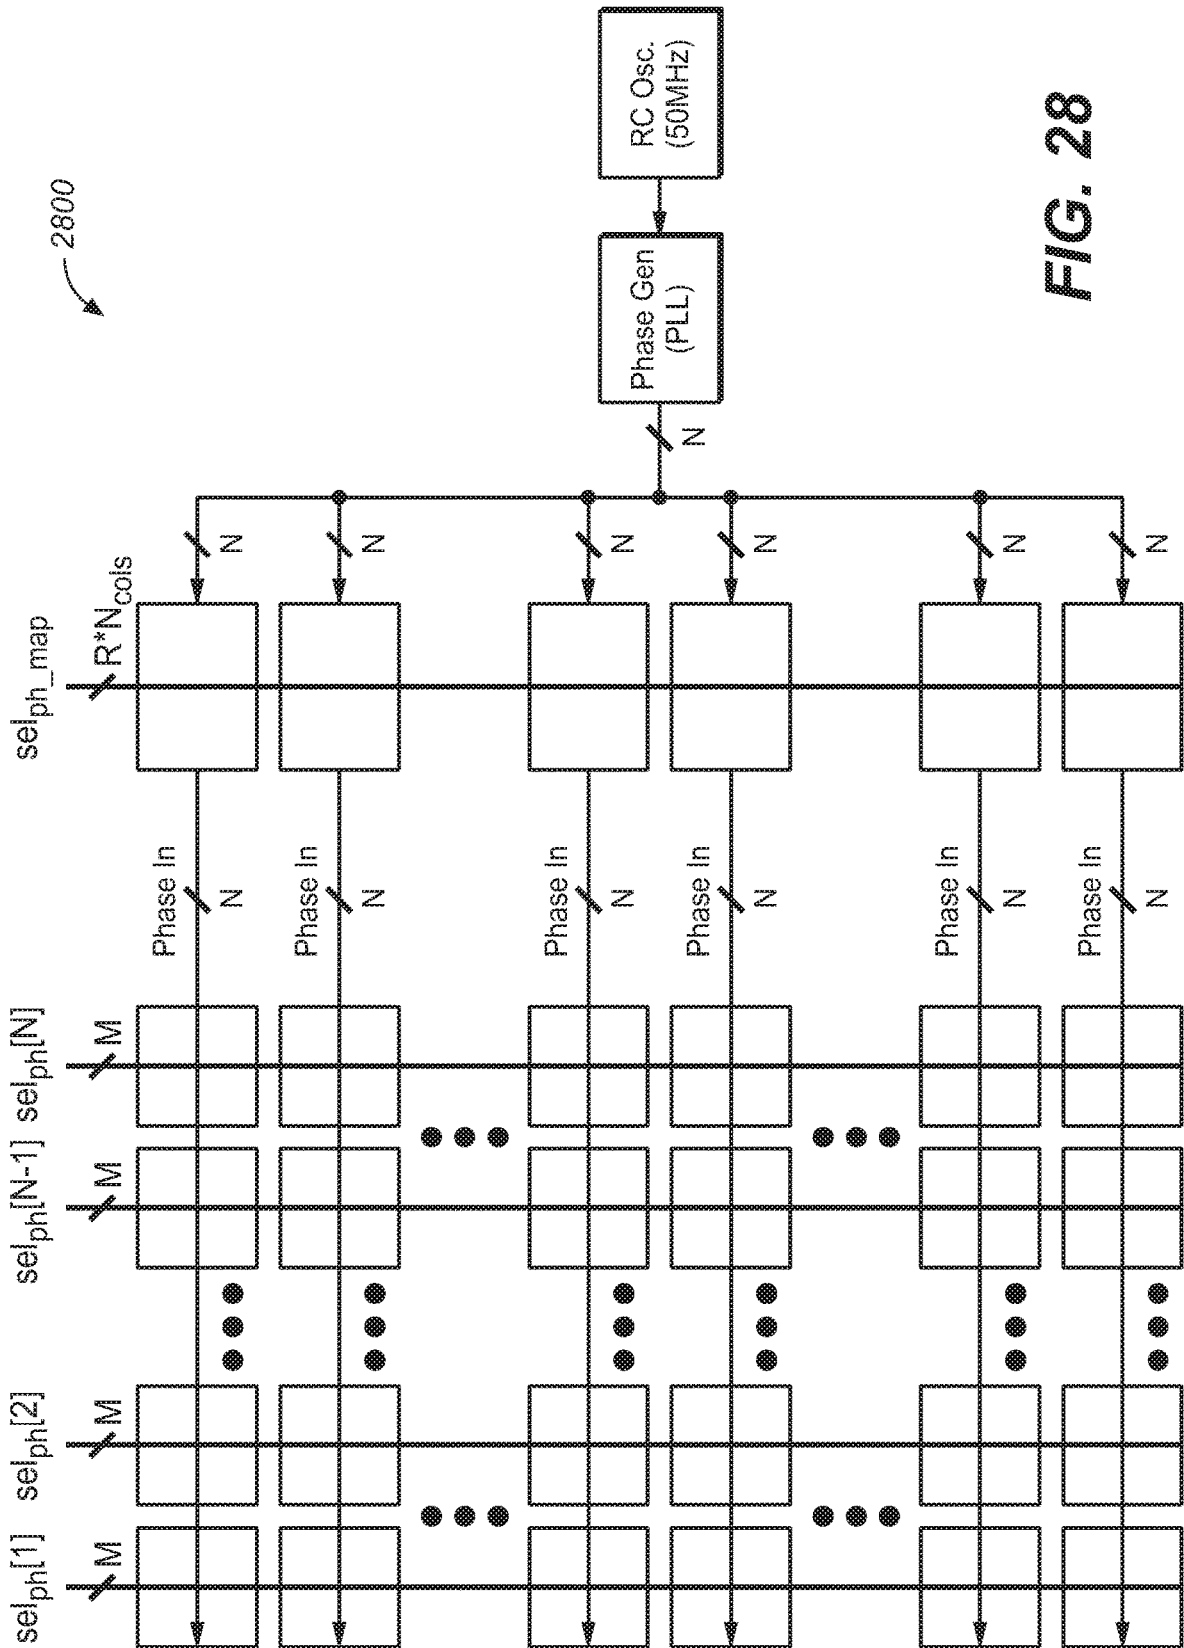 sel_ph[1]
sel_ph[2]
sel_ph[N-1]
sel_ph[N]
sel_ph_map
2800
M
M
M
M
R*N_cols
Phase In
N
N
Phase In
N
N
Phase In
N
N
Phase Gen
(PLL)
RC Osc.
(50MHz)
N
Phase In
N
N
Phase In
N
N
Phase In
N
N
FIG. 28